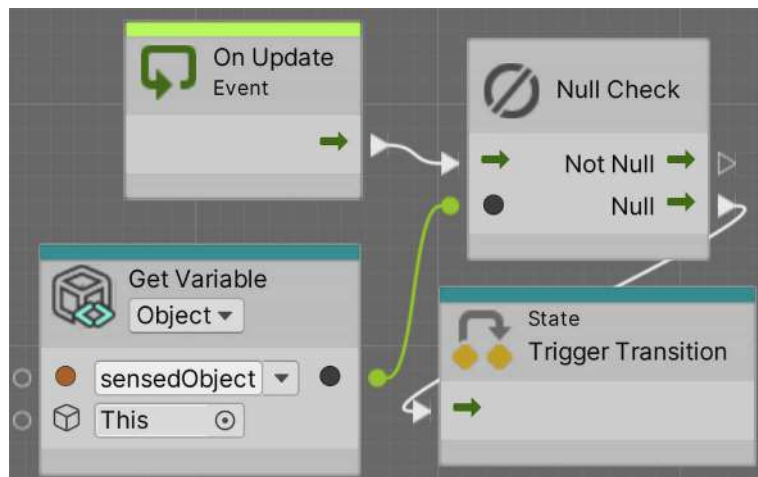 On Update
Event
Null Check
Not Null
Null
Get Variable
Object
sensedObject
This
State
Trigger Transition